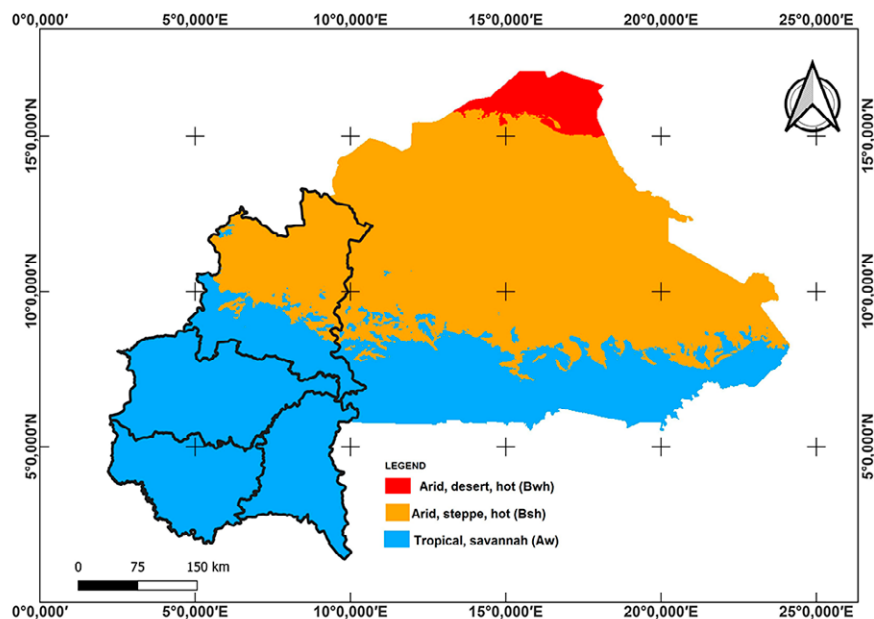 0°0,000′ 5°0,000′E 10°0,000′E 15°0,000′E 20°0,000′E 25°0,000′E
15°0,000′N 15°0,000′N
10°0,000′N 10°0,000′N
5°0,000′N 5°0,000′N
LEGEND
Arid, desert, hot (Bwh)
Arid, steppe, hot (Bsh)
Tropical, savannah (Aw)
0 75 150 km
0°0,000′ 5°0,000′E 10°0,000′E 15°0,000′E 20°0,000′E 25°0,000′E